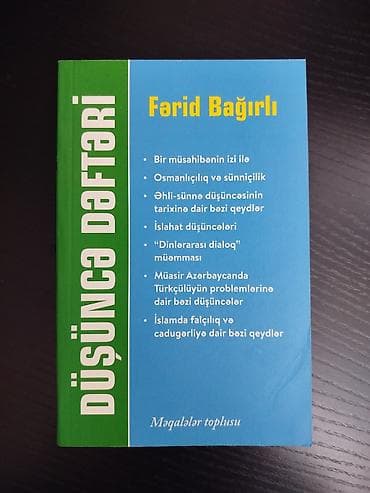 DÜŞÜNCƏ DƏFTƏRİ
Fərid Bağırlı
• Bir müsahibənin izi ilə
• Osmanlıçılıq və sünniçilik
• Əhli-sünnə düşüncəsinin
tarixinə dair bəzi qeydlər
• İslahat düşüncələri
• “Dinlərarası dialoq”
müəmması
• Müasir Azərbaycanda
Türkçülüyün problemlərinə
dair bəzi düşüncələr
• İslamda falçılıq və
cadugərliyə dair bəzi qeydlər
Məqalələr toplusu